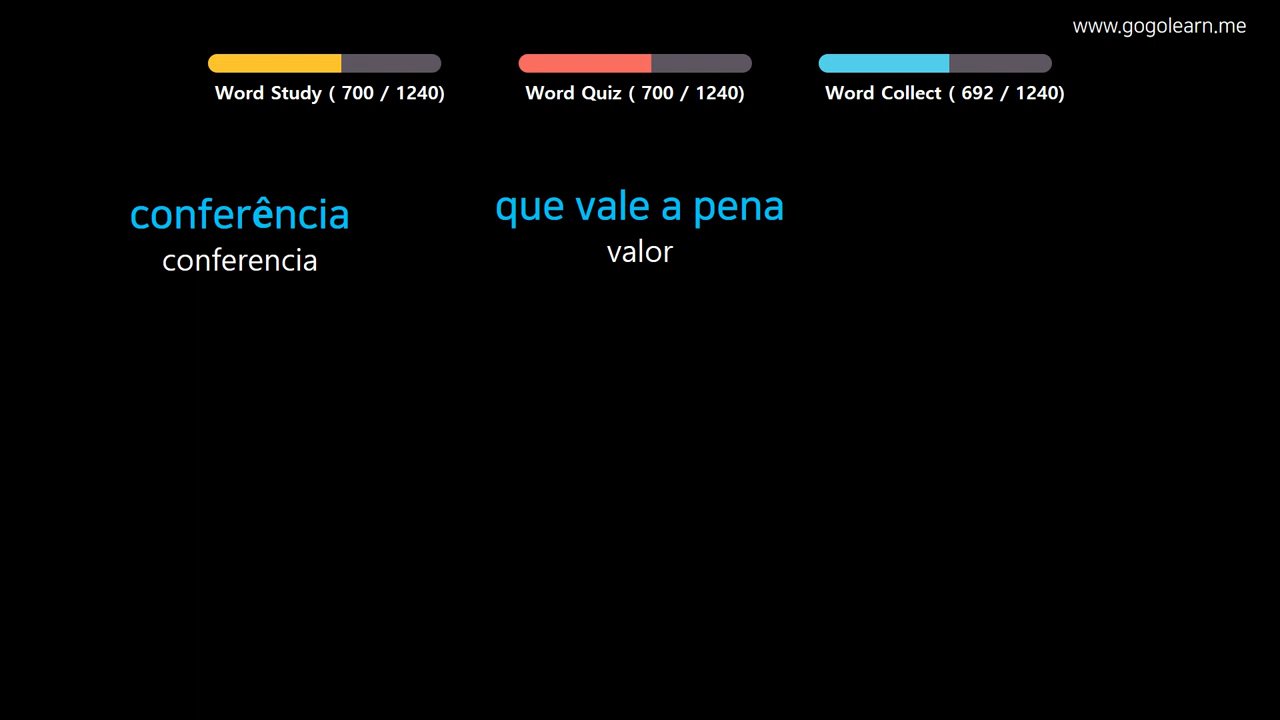 www.gogolearn.me
Word Study ( 700 / 1240)
Word Quiz ( 700 / 1240)
Word Collect ( 692 / 1240)
conferência
conferencia
que vale a pena
valor